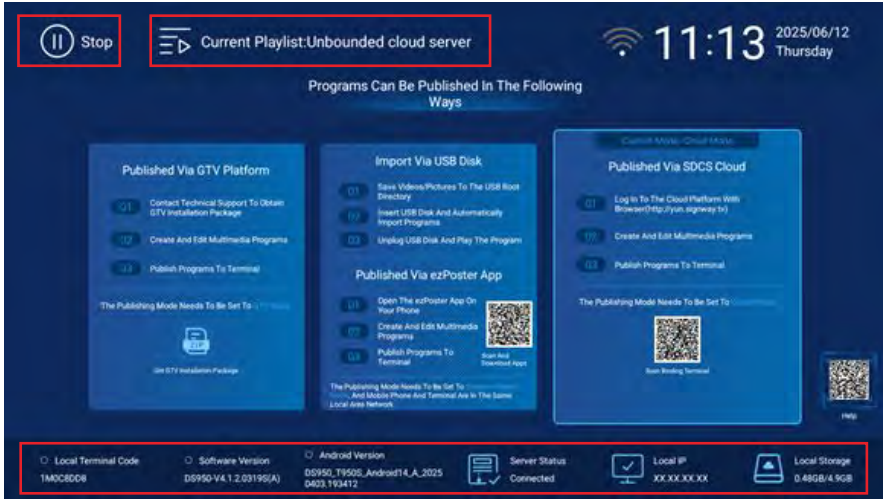 Stop
Current Playlist:Unbounded cloud server
11:13
2025/06/12
Thursday
Programs Can Be Published In The Following
Ways
Published Via GTV Platform
01
Contact Technical Support To Obtain
GTV Installation Package
02
Create And Edit Multimedia Programs
03
Publish Programs To Terminal
The Publishing Mode Needs To Be Set To
ZIP
Get GTV Installation Package
Import Via USB Disk
01
Save Videos/Pictures To The USB Root
Directory
02
Insert USB Disk And Automatically
Import Programs
03
Unplug USB Disk And Play The Program
Published Via ezPoster App
01
Open The ezPoster App On
Your Phone
02
Create And Edit Multimedia
Programs
03
Publish Programs To
Terminal
Scan And
Download Apps
The Publishing Mode Needs To Be Set To
And Mobile Phone And Terminal Are In The Same
Local Area Network
Current Mode: Cloud Mode
Published Via SDCS Cloud
01
Log In To The Cloud Platform With
Browser(http://yun.signway.tv)
02
Create And Edit Multimedia Programs
03
Publish Programs To Terminal
The Publishing Mode Needs To Be Set To
Scan Binding Terminal
Help
Local Terminal Code
1M0C8DD8
Software Version
DS950-V4.1.2.03195(A)
Android Version
DS950_T950S_Android14_A_2025
0403.193412
Server Status
Connected
Local IP
XX.XX.XX.XX
Local Storage
0.48GB/4.9GB